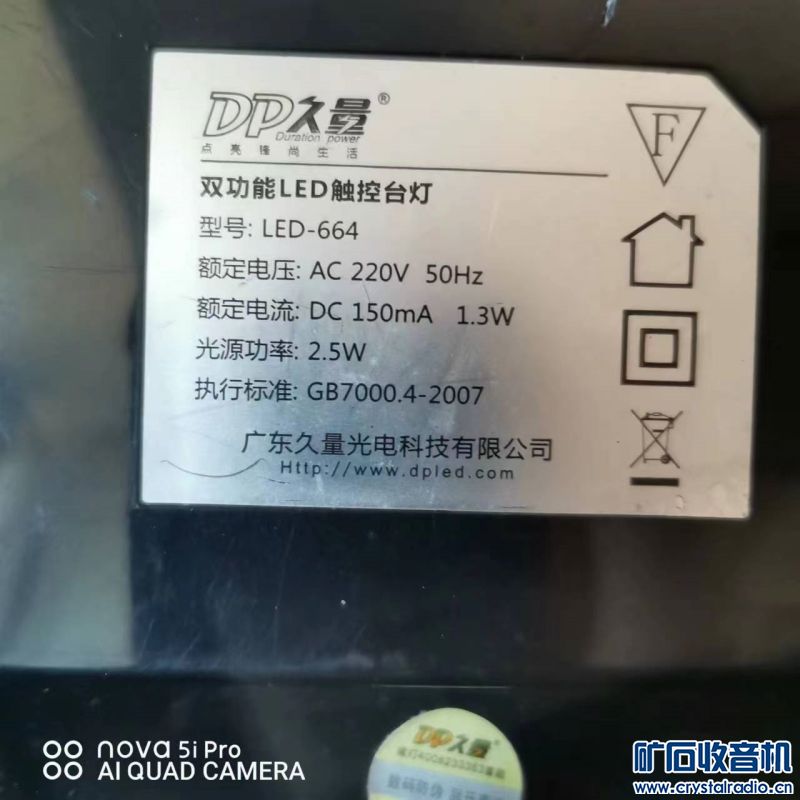 DP久量®
Duration power
点亮锋尚生活
F
双功能LED触控台灯
型号: LED-664
额定电压: AC 220V 50Hz
额定电流: DC 150mA 1.3W
光源功率: 2.5W
执行标准: GB7000.4-2007
广东久量光电科技有限公司
Http://www.dpled.com
DP久量
数码防伪
nova 5i Pro
AI QUAD CAMERA
矿石收音机
www.crystalradio.cn